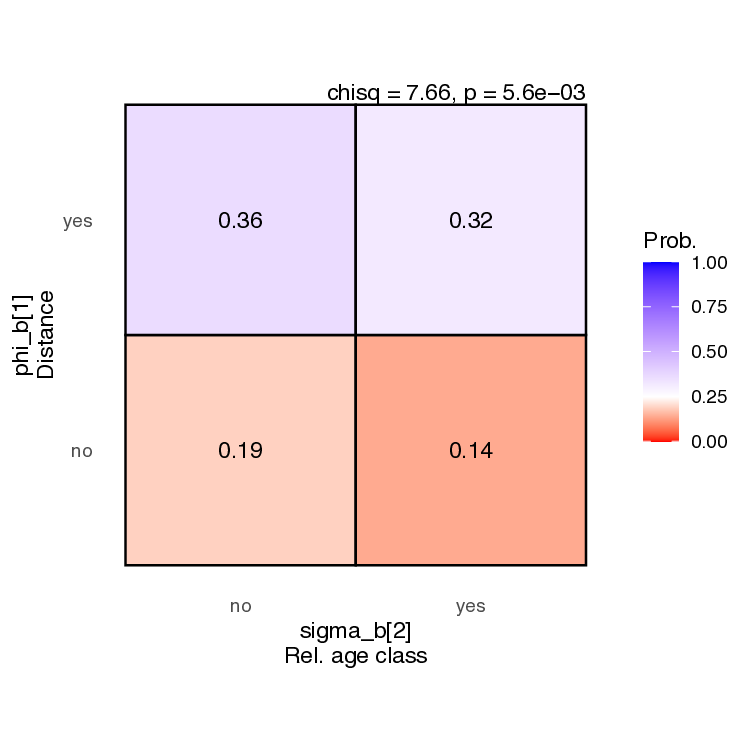 chisq = 7.66, p = 5.6e−03
yes
0.36
0.32
no
0.19
0.14
phi_b[1]
Distance
no
yes
sigma_b[2]
Rel. age class
Prob.
1.00
0.75
0.50
0.25
0.00